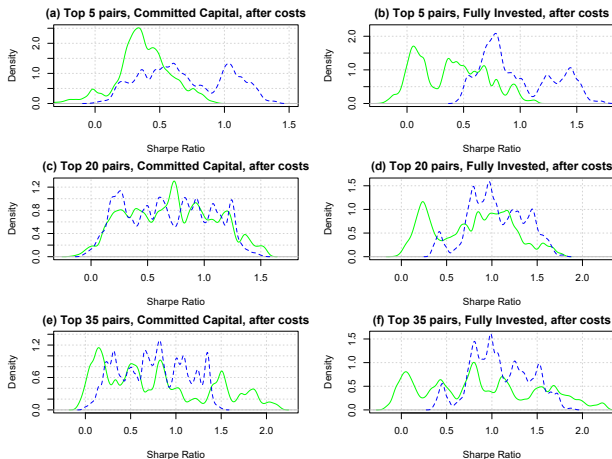 (a) Top 5 pairs, Committed Capital, after costs
Density
0.0 1.0 2.0
0.0 0.5 1.0 1.5
Sharpe Ratio
(b) Top 5 pairs, Fully Invested, after costs
Density
0.0 1.0 2.0
0.0 0.5 1.0 1.5
Sharpe Ratio
(c) Top 20 pairs, Committed Capital, after costs
Density
0.0 0.4 0.8 1.2
0.0 0.5 1.0 1.5
Sharpe Ratio
(d) Top 20 pairs, Fully Invested, after costs
Density
0.0 0.5 1.0 1.5
0.0 0.5 1.0 1.5 2.0
Sharpe Ratio
(e) Top 35 pairs, Committed Capital, after costs
Density
0.0 0.6 1.2
0.0 0.5 1.0 1.5 2.0
Sharpe Ratio
(f) Top 35 pairs, Fully Invested, after costs
Density
0.0 0.5 1.0 1.5
0.0 0.5 1.0 1.5 2.0
Sharpe Ratio